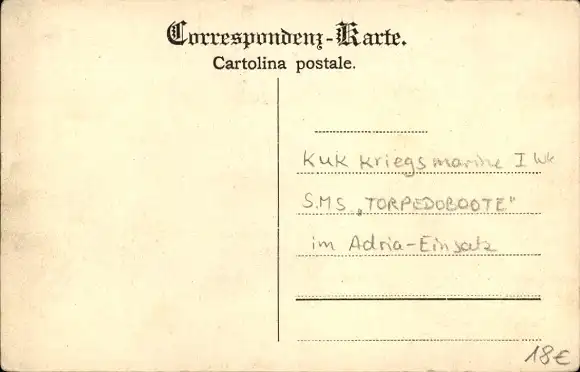 Correspondenz-Karte.
Cartolina postale.
KuK Kriegsmarine I Wk
S.M.S „TORPEDOBOOTE"
im Adria-Einsatz
18€